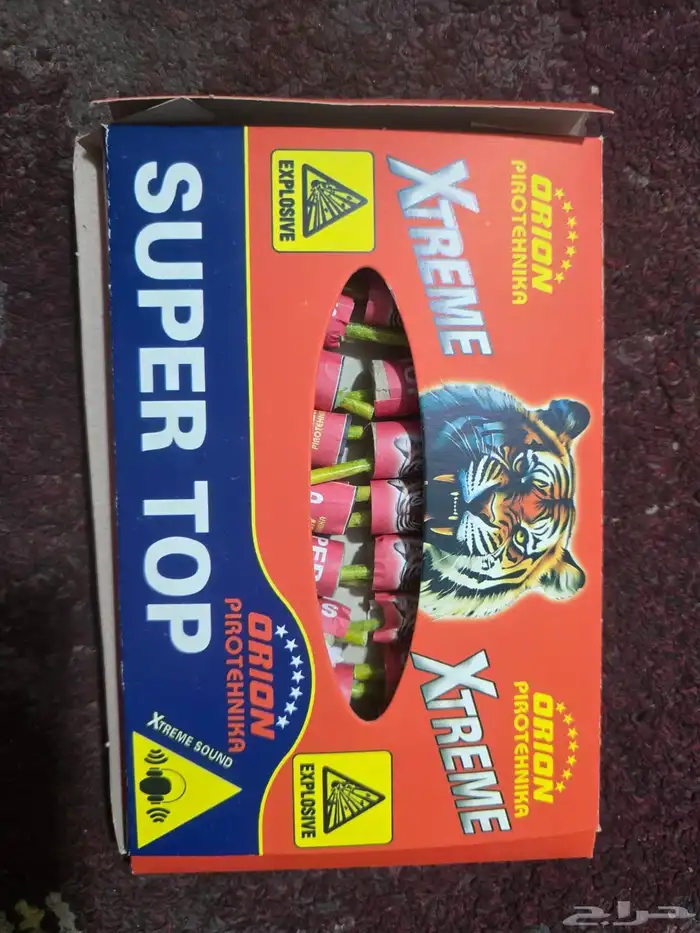 ORION
PIROTEHNIKA
XTREME
EXPLOSIVE
ORION
PIROTEHNIKA
XTREME
EXPLOSIVE
ORION
PIROTEHNIKA
SUPER TOP
XTREME SOUND
حراج